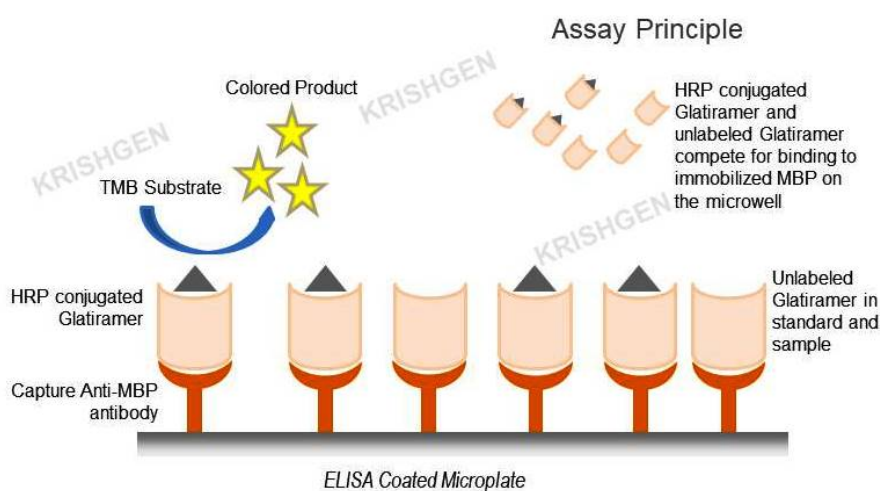 Assay Principle
KRISHGEN
Colored Product
HRP conjugated
Glatiramer and
unlabeled Glatiramer
compete for binding to
immobilized MBP on
the microwell
KRISHGEN
TMB Substrate
KRISHGEN
HRP conjugated
Glatiramer
Unlabeled
Glatiramer in
standard and
sample
Capture Anti-MBP
antibody
ELISA Coated Microplate